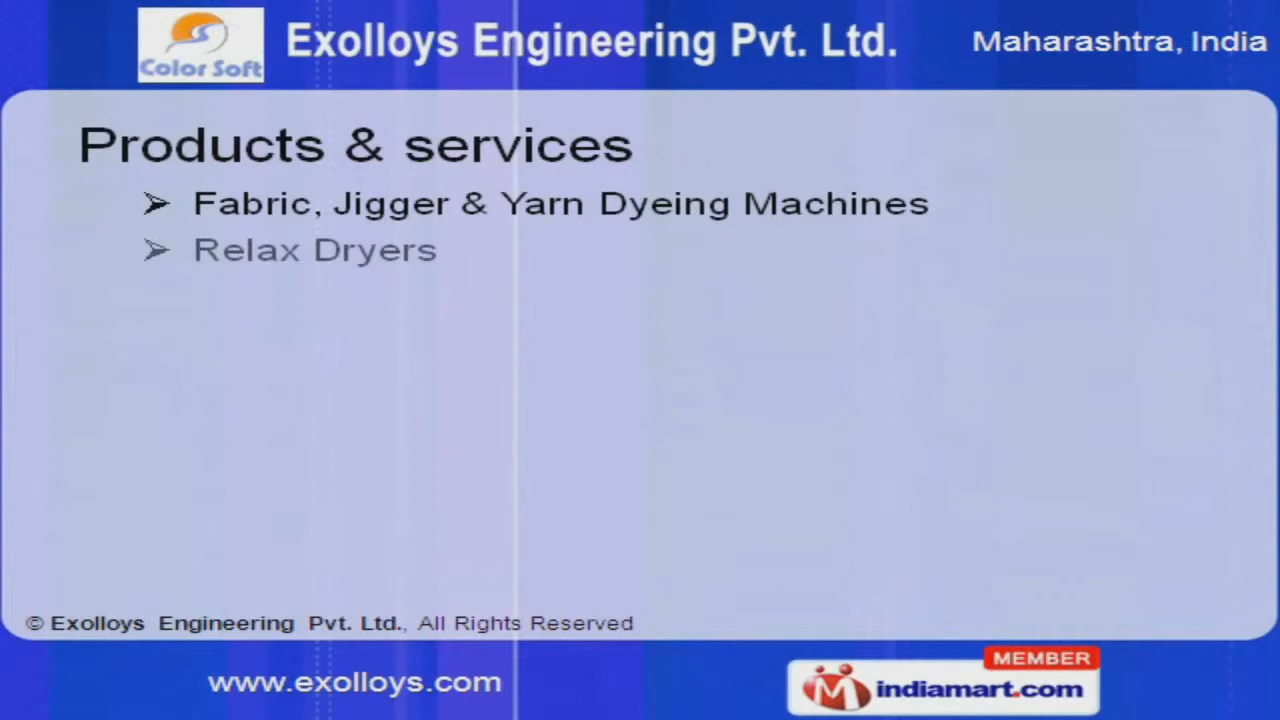 Color Soft
Exolloys Engineering Pvt. Ltd.
Maharashtra, India
Products & services
➢ Fabric, Jigger & Yarn Dyeing Machines
➢ Relax Dryers
© Exolloys Engineering Pvt. Ltd., All Rights Reserved
www.exolloys.com
MEMBER
indiamart.com